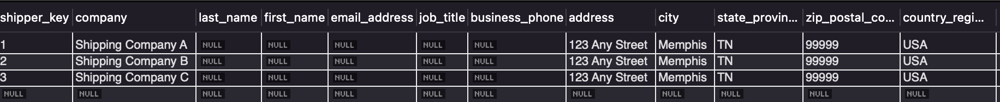 shipper_key company last_name first_name email_address job_title business_phone address city state_provin... zip_postal_co... country_regi...
1 Shipping Company A NULL NULL NULL NULL NULL 123 Any Street Memphis TN 99999 USA
2 Shipping Company B NULL NULL NULL NULL NULL 123 Any Street Memphis TN 99999 USA
3 Shipping Company C NULL NULL NULL NULL NULL 123 Any Street Memphis TN 99999 USA
NULL NULL NULL NULL NULL NULL NULL NULL NULL NULL NULL NULL